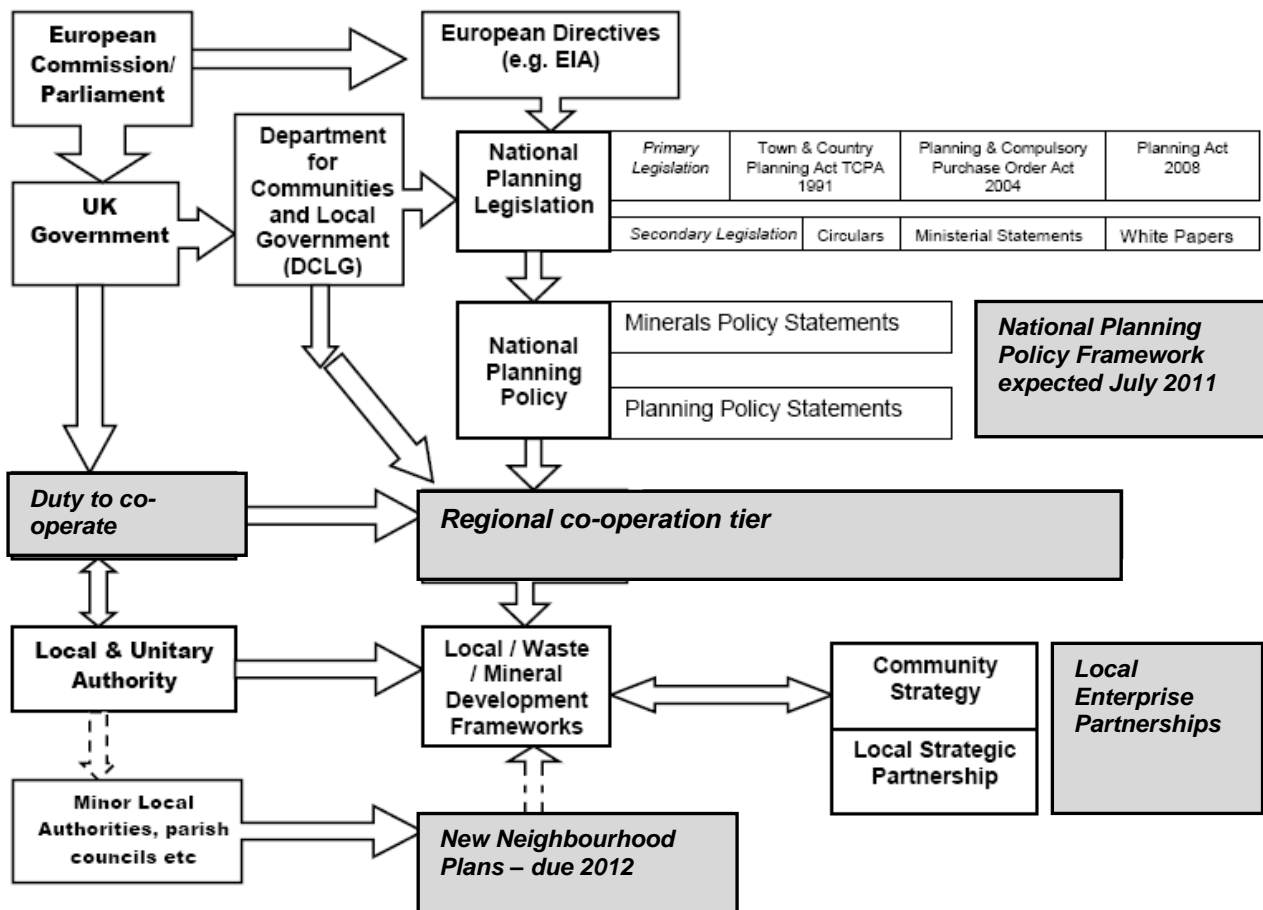 European
Commission/
Parliament
European Directives
(e.g. EIA)
Department
for
Communities
and Local
Government
(DCLG)
National
Planning
Legislation
Primary
Legislation
Town & Country
Planning Act TCPA
1991
Planning & Compulsory
Purchase Order Act
2004
Planning Act
2008
Secondary Legislation
Circulars
Ministerial Statements
White Papers
UK
Government
National
Planning
Policy
Minerals Policy Statements
Planning Policy Statements
National Planning
Policy Framework
expected July 2011
Duty to co-
operate
Regional co-operation tier
Local & Unitary
Authority
Local / Waste
/ Mineral
Development
Frameworks
Community
Strategy
Local Strategic
Partnership
Local
Enterprise
Partnerships
Minor Local
Authorities, parish
councils etc
New Neighbourhood
Plans – due 2012